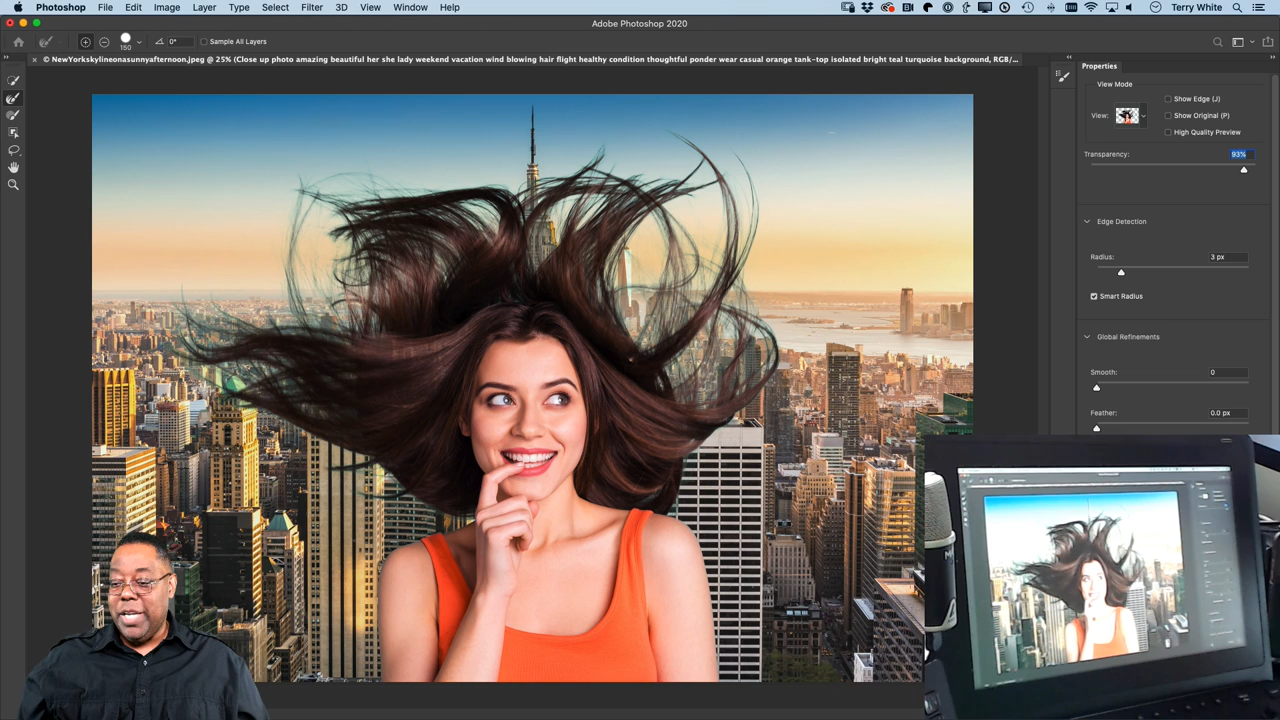 Photoshop File Edit Image Layer Type Select Filter 3D View Window Help Terry White
Adobe Photoshop 2020
150 0° Sample All Layers
× © NewYorkskylineonasunnyafternoon.jpeg @ 25% (Close up photo amazing beautiful her she lady weekend vacation wind blowing hair flight healthy condition thoughtful ponder wear casual orange tank-top isolated bright teal turquoise background, RGB/...
Properties
View Mode
View:
Show Edge (J)
Show Original (P)
High Quality Preview
Transparency: 93%
Edge Detection
Radius: 3 px
Smart Radius
Global Refinements
Smooth: 0
Feather: 0.0 px